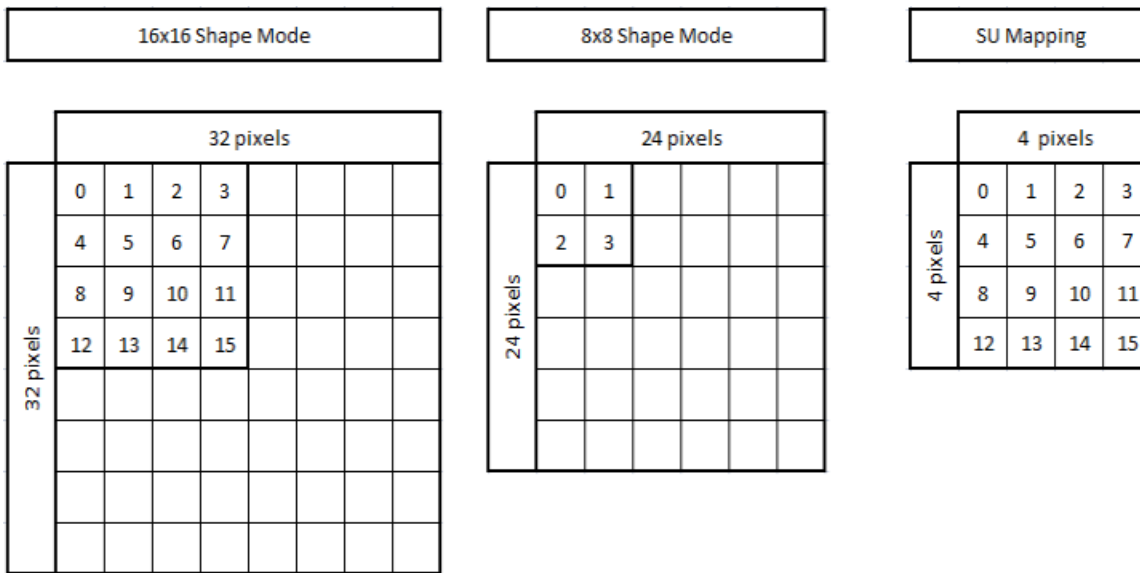 16x16 Shape Mode
8x8 Shape Mode
SU Mapping
32 pixels
24 pixels
4 pixels
32 pixels
0 1 2 3
4 5 6 7
8 9 10 11
12 13 14 15
24 pixels
0 1
2 3
4 pixels
0 1 2 3
4 5 6 7
8 9 10 11
12 13 14 15